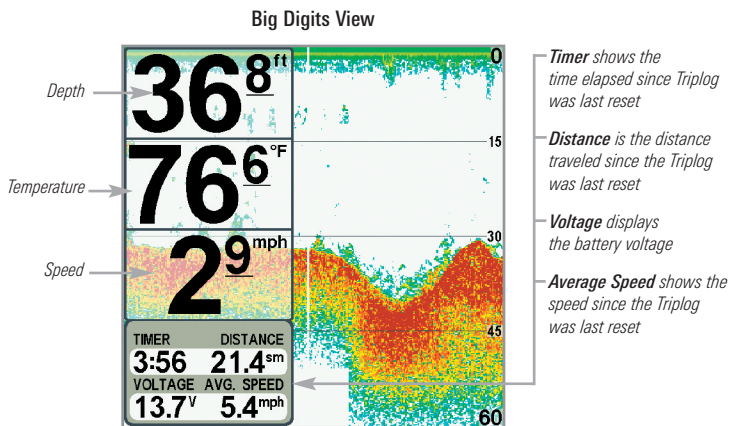 Big Digits View
Depth
36 8 ft
Temperature
76 6 °F
Speed
2 9 mph
TIMER DISTANCE
3:56 21.4 sm
VOLTAGE AVG. SPEED
13.7 V 5.4 mph
0
15
30
45
60
Timer shows the
time elapsed since Triplog
was last reset
Distance is the distance
traveled since the Triplog
was last reset
Voltage displays
the battery voltage
Average Speed shows the
speed since the Triplog
was last reset